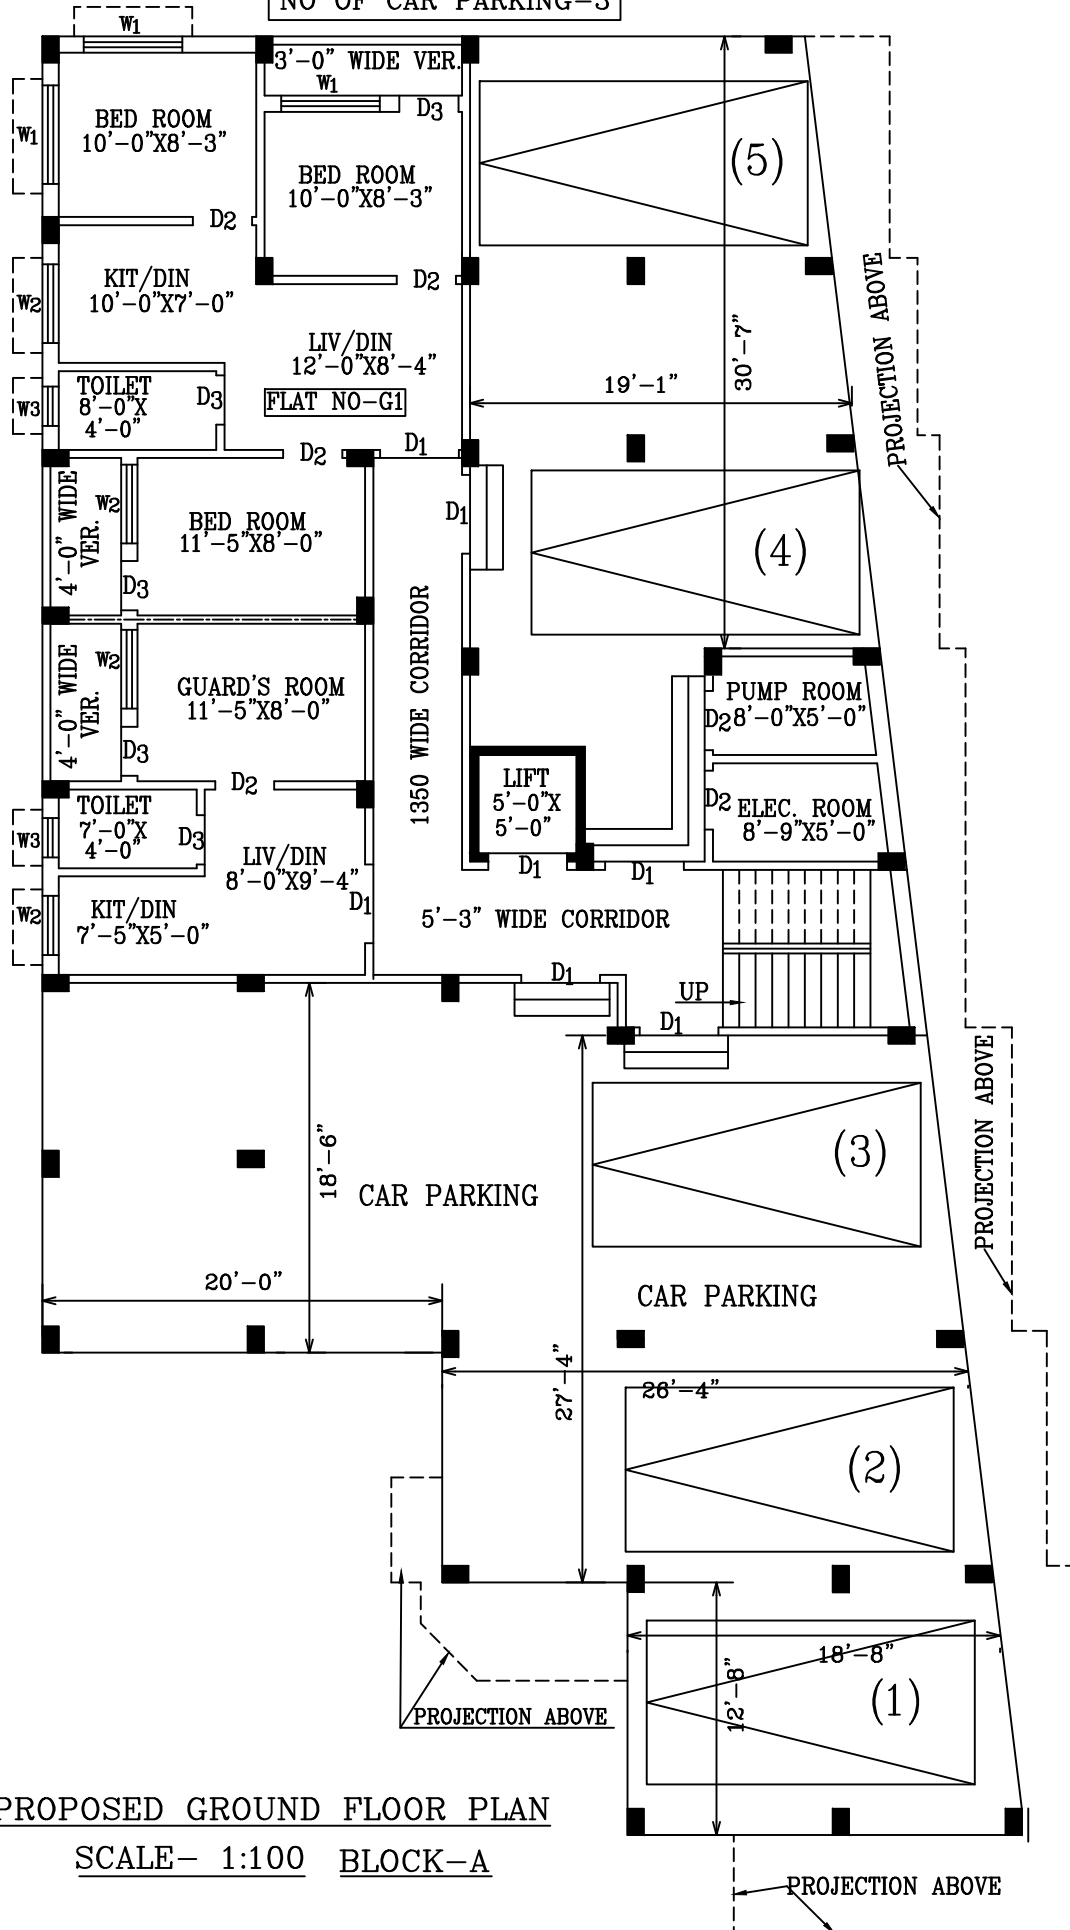 NO OF CAR PARKING-5
W1
3'-0" WIDE VER.
W1
D3
W1
BED ROOM
10'-0"X8'-3"
BED ROOM
10'-0"X8'-3"
(5)
D2
D2
KIT/DIN
10'-0"X7'-0"
W2
LIV/DIN
12'-0"X8'-4"
FLAT NO-G1
PROJECTION ABOVE
30'-7"
19'-1"
W3
TOILET
8'-0"X
4'-0"
D3
D2
D1
4'-0" WIDE
VER.
W2
D3
BED ROOM
11'-5"X8'-0"
D1
(4)
1350 WIDE CORRIDOR
4'-0" WIDE
VER.
W2
D3
GUARD'S ROOM
11'-5"X8'-0"
D2
PUMP ROOM
D2
8'-0"X5'-0"
LIFT
5'-0"X
5'-0"
D2
ELEC. ROOM
8'-9"X5'-0"
W3
TOILET
7'-0"X
4'-0"
D3
LIV/DIN
8'-0"X9'-4"
D1
D1
D1
W2
KIT/DIN
7'-5"X5'-0"
5'-3" WIDE CORRIDOR
D1
UP
D1
PROJECTION ABOVE
18'-6"
CAR PARKING
(3)
20'-0"
CAR PARKING
27'-4"
26'-4"
(2)
18'-8"
12'-8"
(1)
PROJECTION ABOVE
PROPOSED GROUND FLOOR PLAN
SCALE- 1:100 BLOCK-A
PROJECTION ABOVE